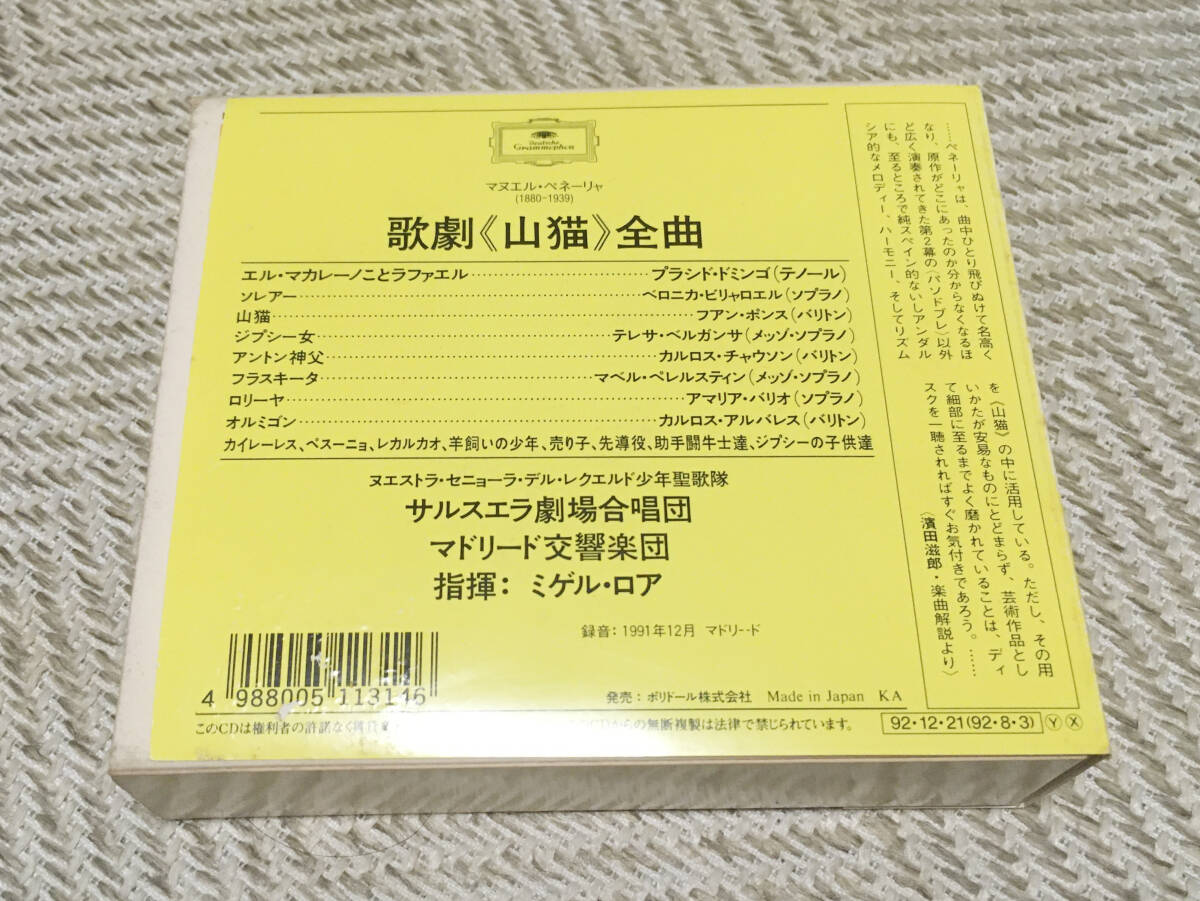 Deutsche
Grammophon
マヌエル・ペネーリャ
(1880-1939)
歌劇《山猫》全曲
エル・マカレーノことラファエル……………………プラシド・ドミンゴ(テノール)
ソレアー……………………ベロニカ・ビリャロエル(ソプラノ)
山猫……………………フアン・ポンス(バリトン)
ジプシー女……………………テレサ・ベルガンサ(メッゾ・ソプラノ)
アントン神父……………………カルロス・チャウソン(バリトン)
フラスキータ……………………マベル・ペレルスティン(メッゾ・ソプラノ)
ロリーヤ……………………アマリア・バリオ(ソプラノ)
オルミゴン……………………カルロス・アルバレス(バリトン)
カイレーレス、ペスーニョ、レカルカオ、羊飼いの少年、売り子、先導役、助手闘牛士達、ジプシーの子供達
ヌエストラ・セニョーラ・デル・レクエルド少年聖歌隊
サルスエラ劇場合唱団
マドリード交響楽団
指揮: ミゲル・ロア
録音:1991年12月 マドリード
4 988005 113146
発売:ポリドール株式会社 Made in Japan KA
このCDは権利者の許諾なく賃貸業 CDからの無断複製は法律で禁じられています。
92・12・21(92・8・3) Y X
……ペネーリャは、曲中ひとり飛びぬけて名高く
なり、原作がどこにあったのか分からなくなるほ
ど広く演奏されてきた第2幕の〈パソドブレ〉以外
にも、至るところで純スペイン的ないしアンダル
シア的なメロディー、ハーモニー、そしてリズム
を《山猫》の中に活用している。ただし、その用
いかたが安易なものにとどまらず、芸術作品とし
て細部に至るまでよく磨かれていることは、ディ
スクを一聴されればすぐお気付きであろう。……
〈濱田滋郎・楽曲解説より〉